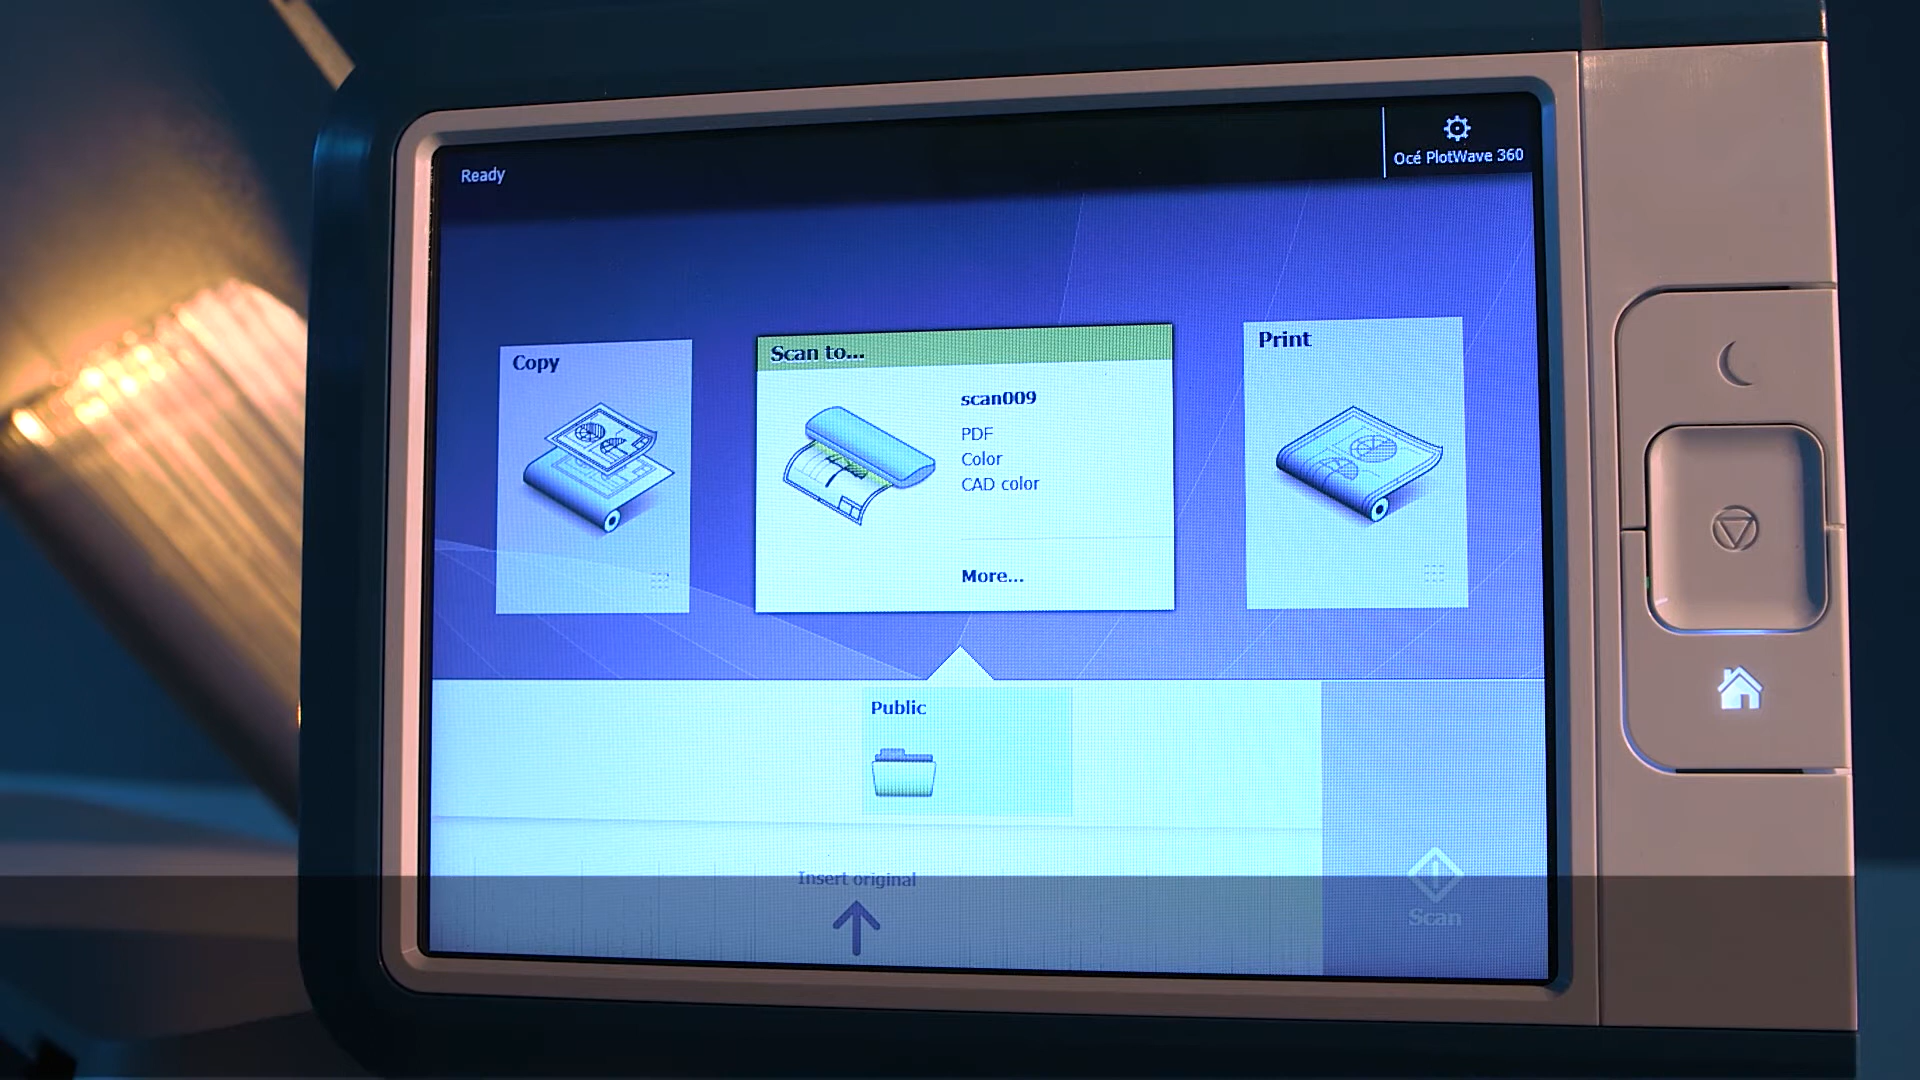 Ready
Océ PlotWave 360
Copy
Scan to...
scan009
PDF
Color
CAD color
More...
Print
Public
Insert original
Scan